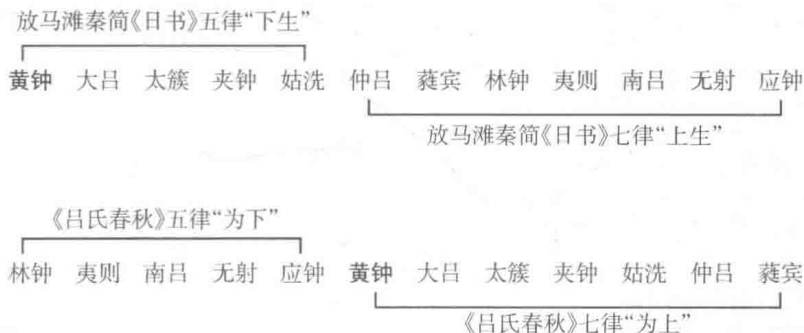 放马滩秦简《日书》五律“下生”
黄钟 大吕 太簇 夹钟 姑洗 仲吕 蕤宾 林钟 夷则 南吕 无射 应钟
放马滩秦简《日书》七律“上生”
《吕氏春秋》五律“为下”
林钟 夷则 南吕 无射 应钟 黄钟 大吕 太簇 夹钟 姑洗 仲吕 蕤宾
《吕氏春秋》七律“为上”